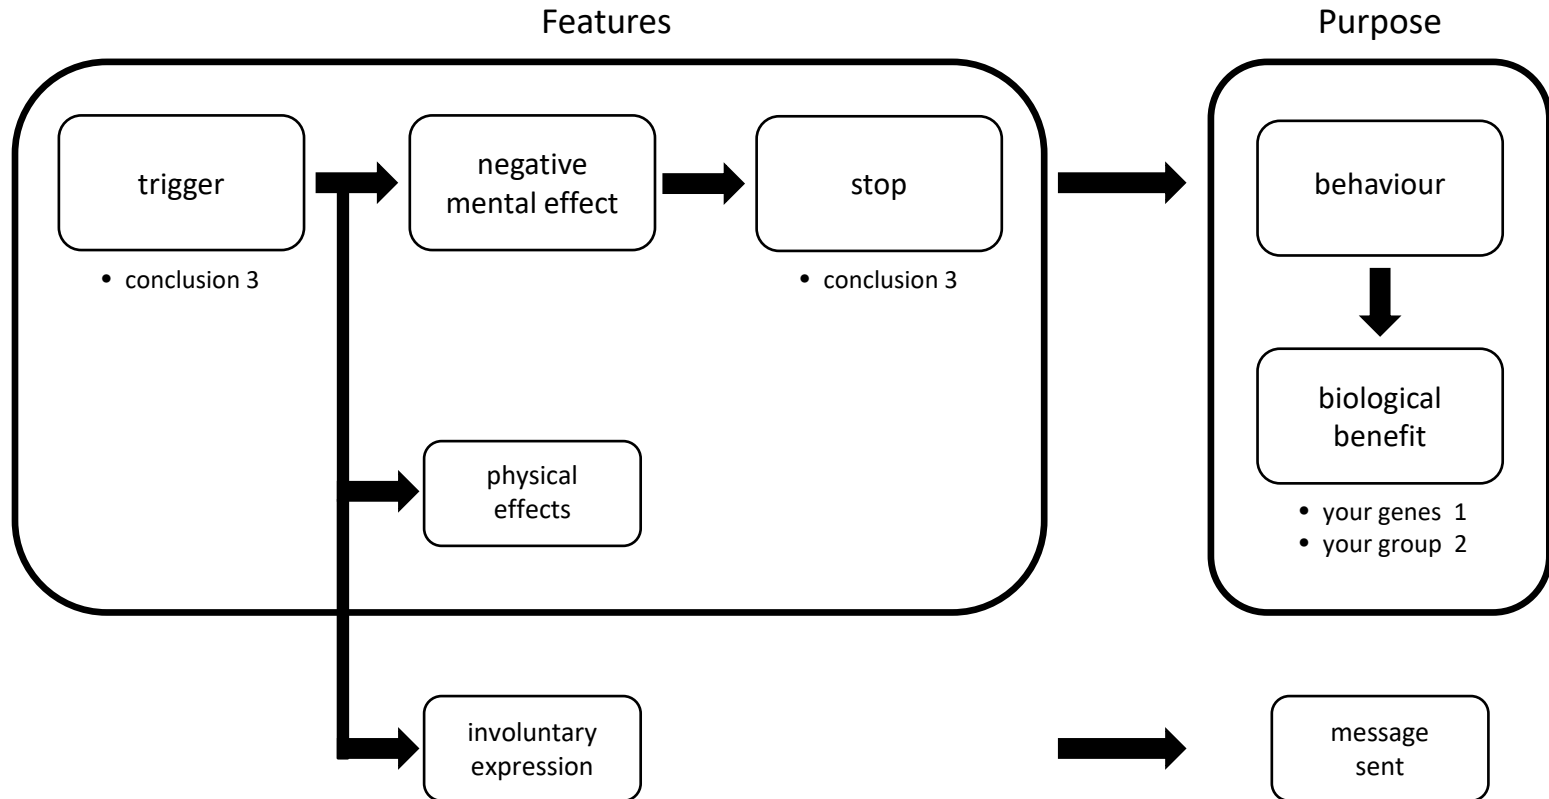 Features
Purpose
trigger
• conclusion 3
negative
mental effect
stop
• conclusion 3
behaviour
biological
benefit
• your genes 1
• your group 2
physical
effects
involuntary
expression
message
sent